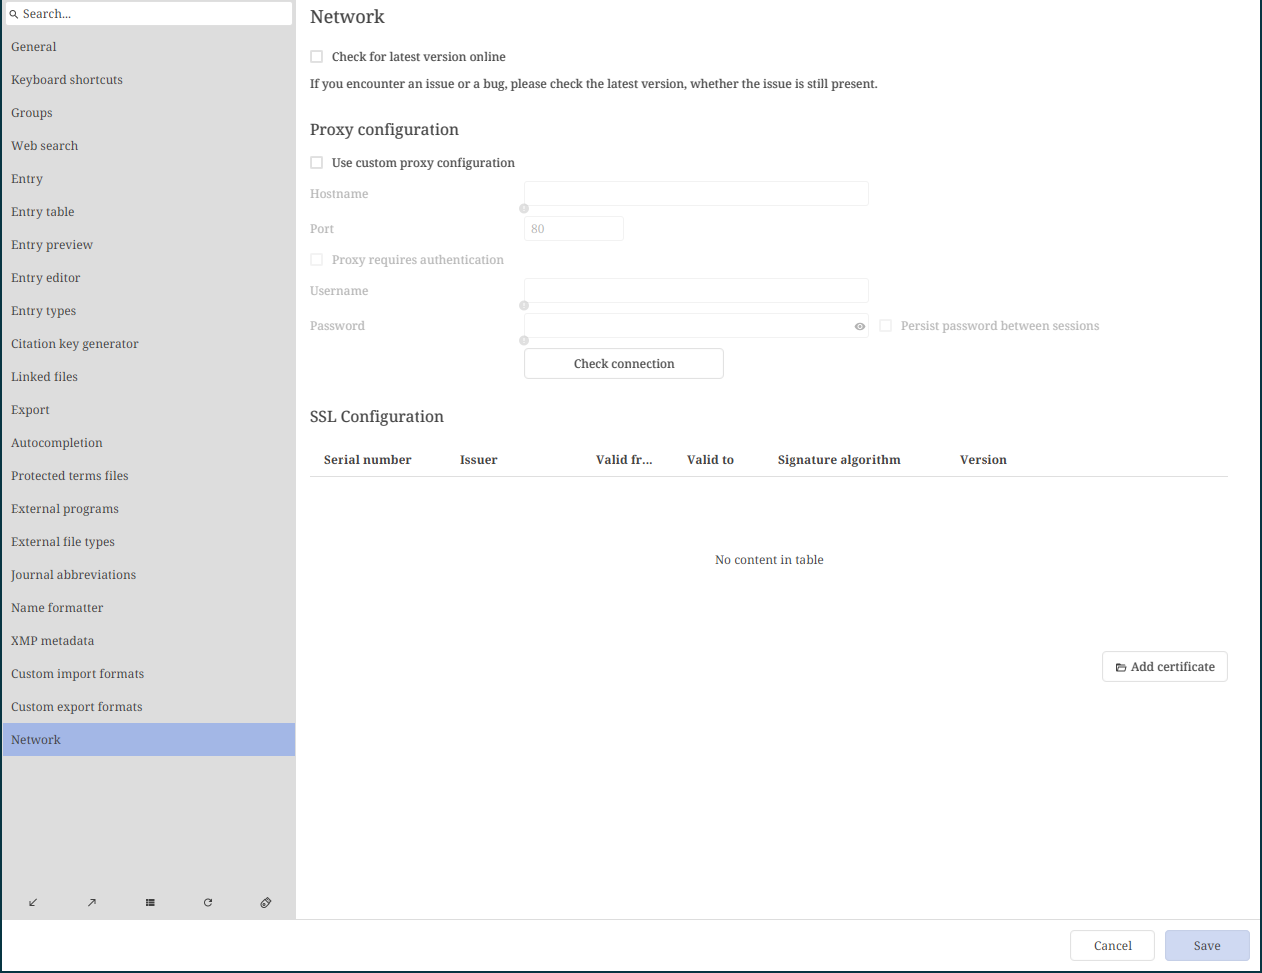 Search...
General
Keyboard shortcuts
Groups
Web search
Entry
Entry table
Entry preview
Entry editor
Entry types
Citation key generator
Linked files
Export
Autocompletion
Protected terms files
External programs
External file types
Journal abbreviations
Name formatter
XMP metadata
Custom import formats
Custom export formats
Network
Network
Check for latest version online
If you encounter an issue or a bug, please check the latest version, whether the issue is still present.
Proxy configuration
Use custom proxy configuration
Hostname
Port 80
Proxy requires authentication
Username
Password Persist password between sessions
Check connection
SSL Configuration
Serial number Issuer Valid fr... Valid to Signature algorithm Version
No content in table
Add certificate
Cancel Save